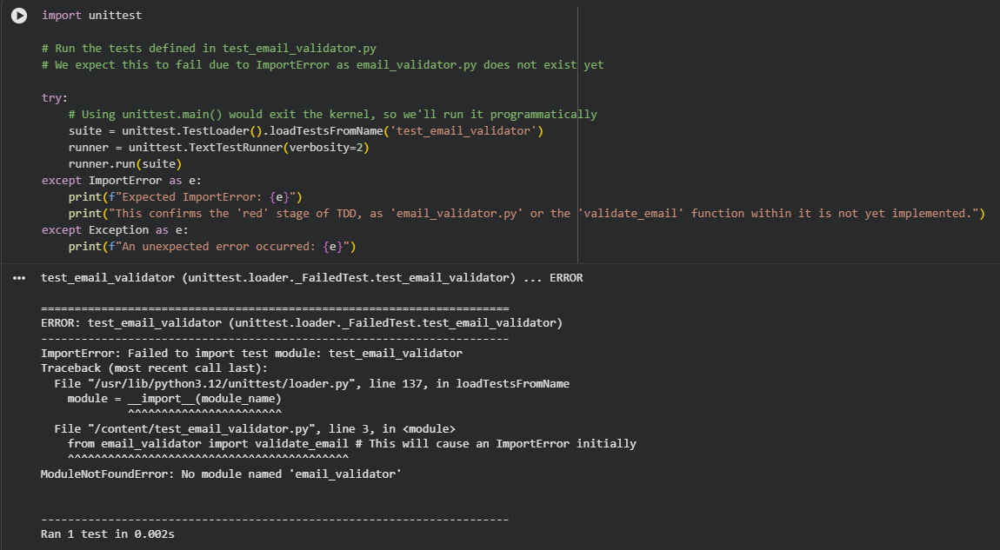 import unittest
# Run the tests defined in test_email_validator.py
# We expect this to fail due to ImportError as email_validator.py does not exist yet
try:
    # Using unittest.main() would exit the kernel, so we'll run it programmatically
    suite = unittest.TestLoader().loadTestsFromName('test_email_validator')
    runner = unittest.TextTestRunner(verbosity=2)
    runner.run(suite)
except ImportError as e:
    print(f"Expected ImportError: {e}")
    print("This confirms the 'red' stage of TDD, as 'email_validator.py' or the 'validate_email' function within it is not yet implemented.")
except Exception as e:
    print(f"An unexpected error occurred: {e}")
test_email_validator (unittest.loader._FailedTest.test_email_validator) ... ERROR
======================================================================
ERROR: test_email_validator (unittest.loader._FailedTest.test_email_validator)
----------------------------------------------------------------------
ImportError: Failed to import test module: test_email_validator
Traceback (most recent call last):
  File "/usr/lib/python3.12/unittest/loader.py", line 137, in loadTestsFromName
    module = __import__(module_name)
             ^^^^^^^^^^^^^^^^^^^^^^^
  File "/content/test_email_validator.py", line 3, in <module>
    from email_validator import validate_email # This will cause an ImportError initially
    ^^^^^^^^^^^^^^^^^^^^^^^^^^^^^^^^^^^^^^^^^^
ModuleNotFoundError: No module named 'email_validator'
----------------------------------------------------------------------
Ran 1 test in 0.002s